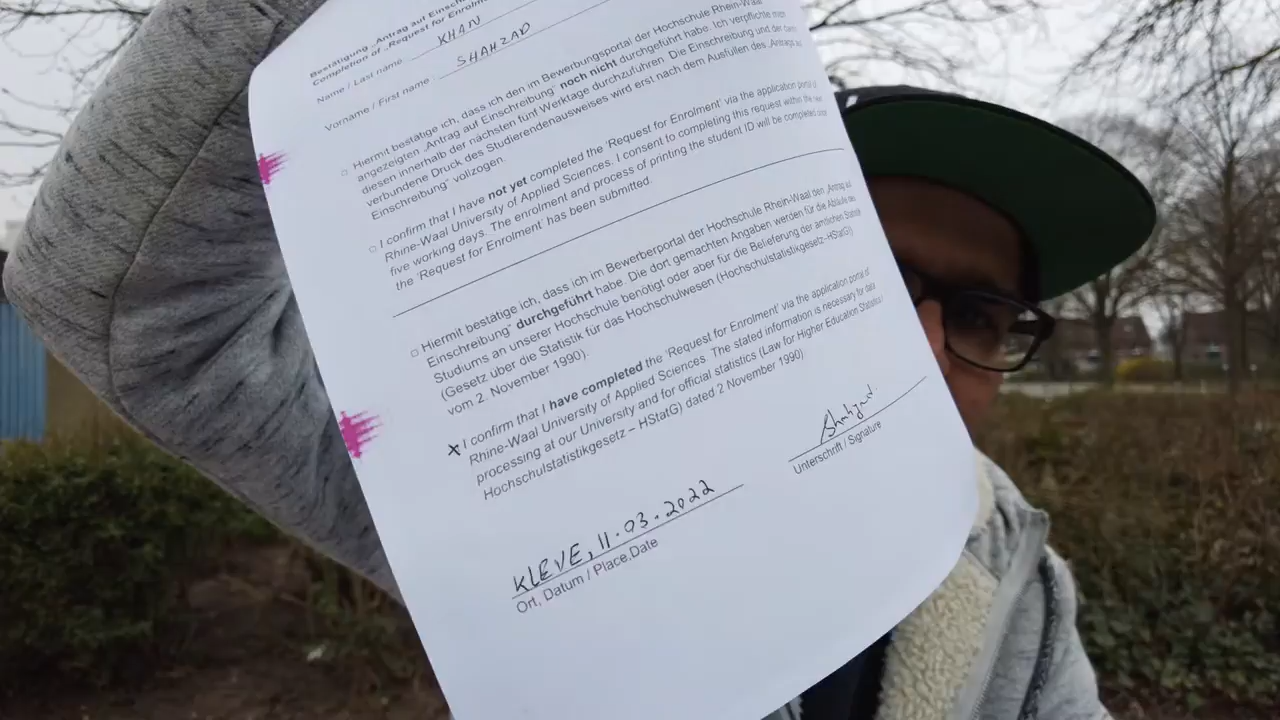 Bestätigung „Antrag auf Einsch
Completion of „Request for Enrolm
Name / Last name KHAN
Vorname / First name SHAHZAD
Hiermit bestätige ich, dass ich den im Bewerbungsportal der Hochschule Rhein-Waal
angezeigten „Antrag auf Einschreibung“ noch nicht durchgeführt habe. Ich verpflichte mich
diesen innerhalb der nächsten fünf Werktage durchzuführen. Die Einschreibung und der damit
verbundene Druck des Studierendenausweises wird erst nach dem Ausfüllen des „Antrags auf
Einschreibung“ vollzogen.
I confirm that I have not yet completed the 'Request for Enrolment' via the application portal of
Rhine-Waal University of Applied Sciences. I consent to completing this request within the next
five working days. The enrolment and process of printing the student ID will be completed once
the 'Request for Enrolment' has been submitted.
Hiermit bestätige ich, dass ich im Bewerberportal der Hochschule Rhein-Waal den „Antrag auf
Einschreibung“ durchgeführt habe. Die dort gemachten Angaben werden für die Abläufe des
Studiums an unserer Hochschule benötigt oder aber für die Belieferung der amtlichen Statistik
(Gesetz über die Statistik für das Hochschulwesen (Hochschulstatistikgesetz–HStatG)
vom 2. November 1990).
x I confirm that I have completed the 'Request for Enrolment' via the application portal of
Rhine-Waal University of Applied Sciences. The stated information is necessary for data
processing at our University and for official statistics (Law for Higher Education Statistics /
Hochschulstatistikgesetz – HStatG) dated 2 November 1990)
Shahzad
Unterschrift / Signature
KLEVE, 11.03.2022
Ort, Datum / Place,Date